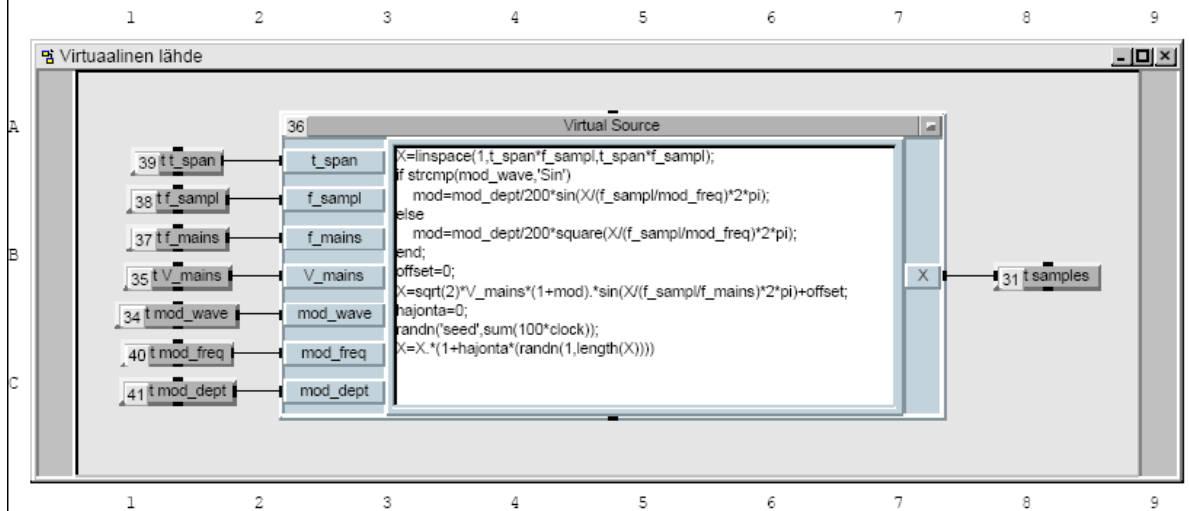 1 2 3 4 5 6 7 8 9
Virtuaalinen lähde
A
36 Virtual Source
39 t t_span
t_span
38 t f_sampl
f_sampl
37 t f_mains
f_mains
B
35 t V_mains
V_mains
34 t mod_wave
mod_wave
40 t mod_freq
mod_freq
C
41 t mod_dept
mod_dept
X=linspace(1,t_span*f_sampl,t_span*f_sampl);
if strcmp(mod_wave,'Sin')
mod=mod_dept/200*sin(X/(f_sampl/mod_freq)*2*pi);
else
mod=mod_dept/200*square(X/(f_sampl/mod_freq)*2*pi);
end;
offset=0;
X=sqrt(2)*V_mains*(1+mod).*sin(X/(f_sampl/f_mains)*2*pi)+offset;
hajonta=0;
randn('seed',sum(100*clock));
X=X.*(1+hajonta*(randn(1,length(X))))
X
31 t samples
1 2 3 4 5 6 7 8 9